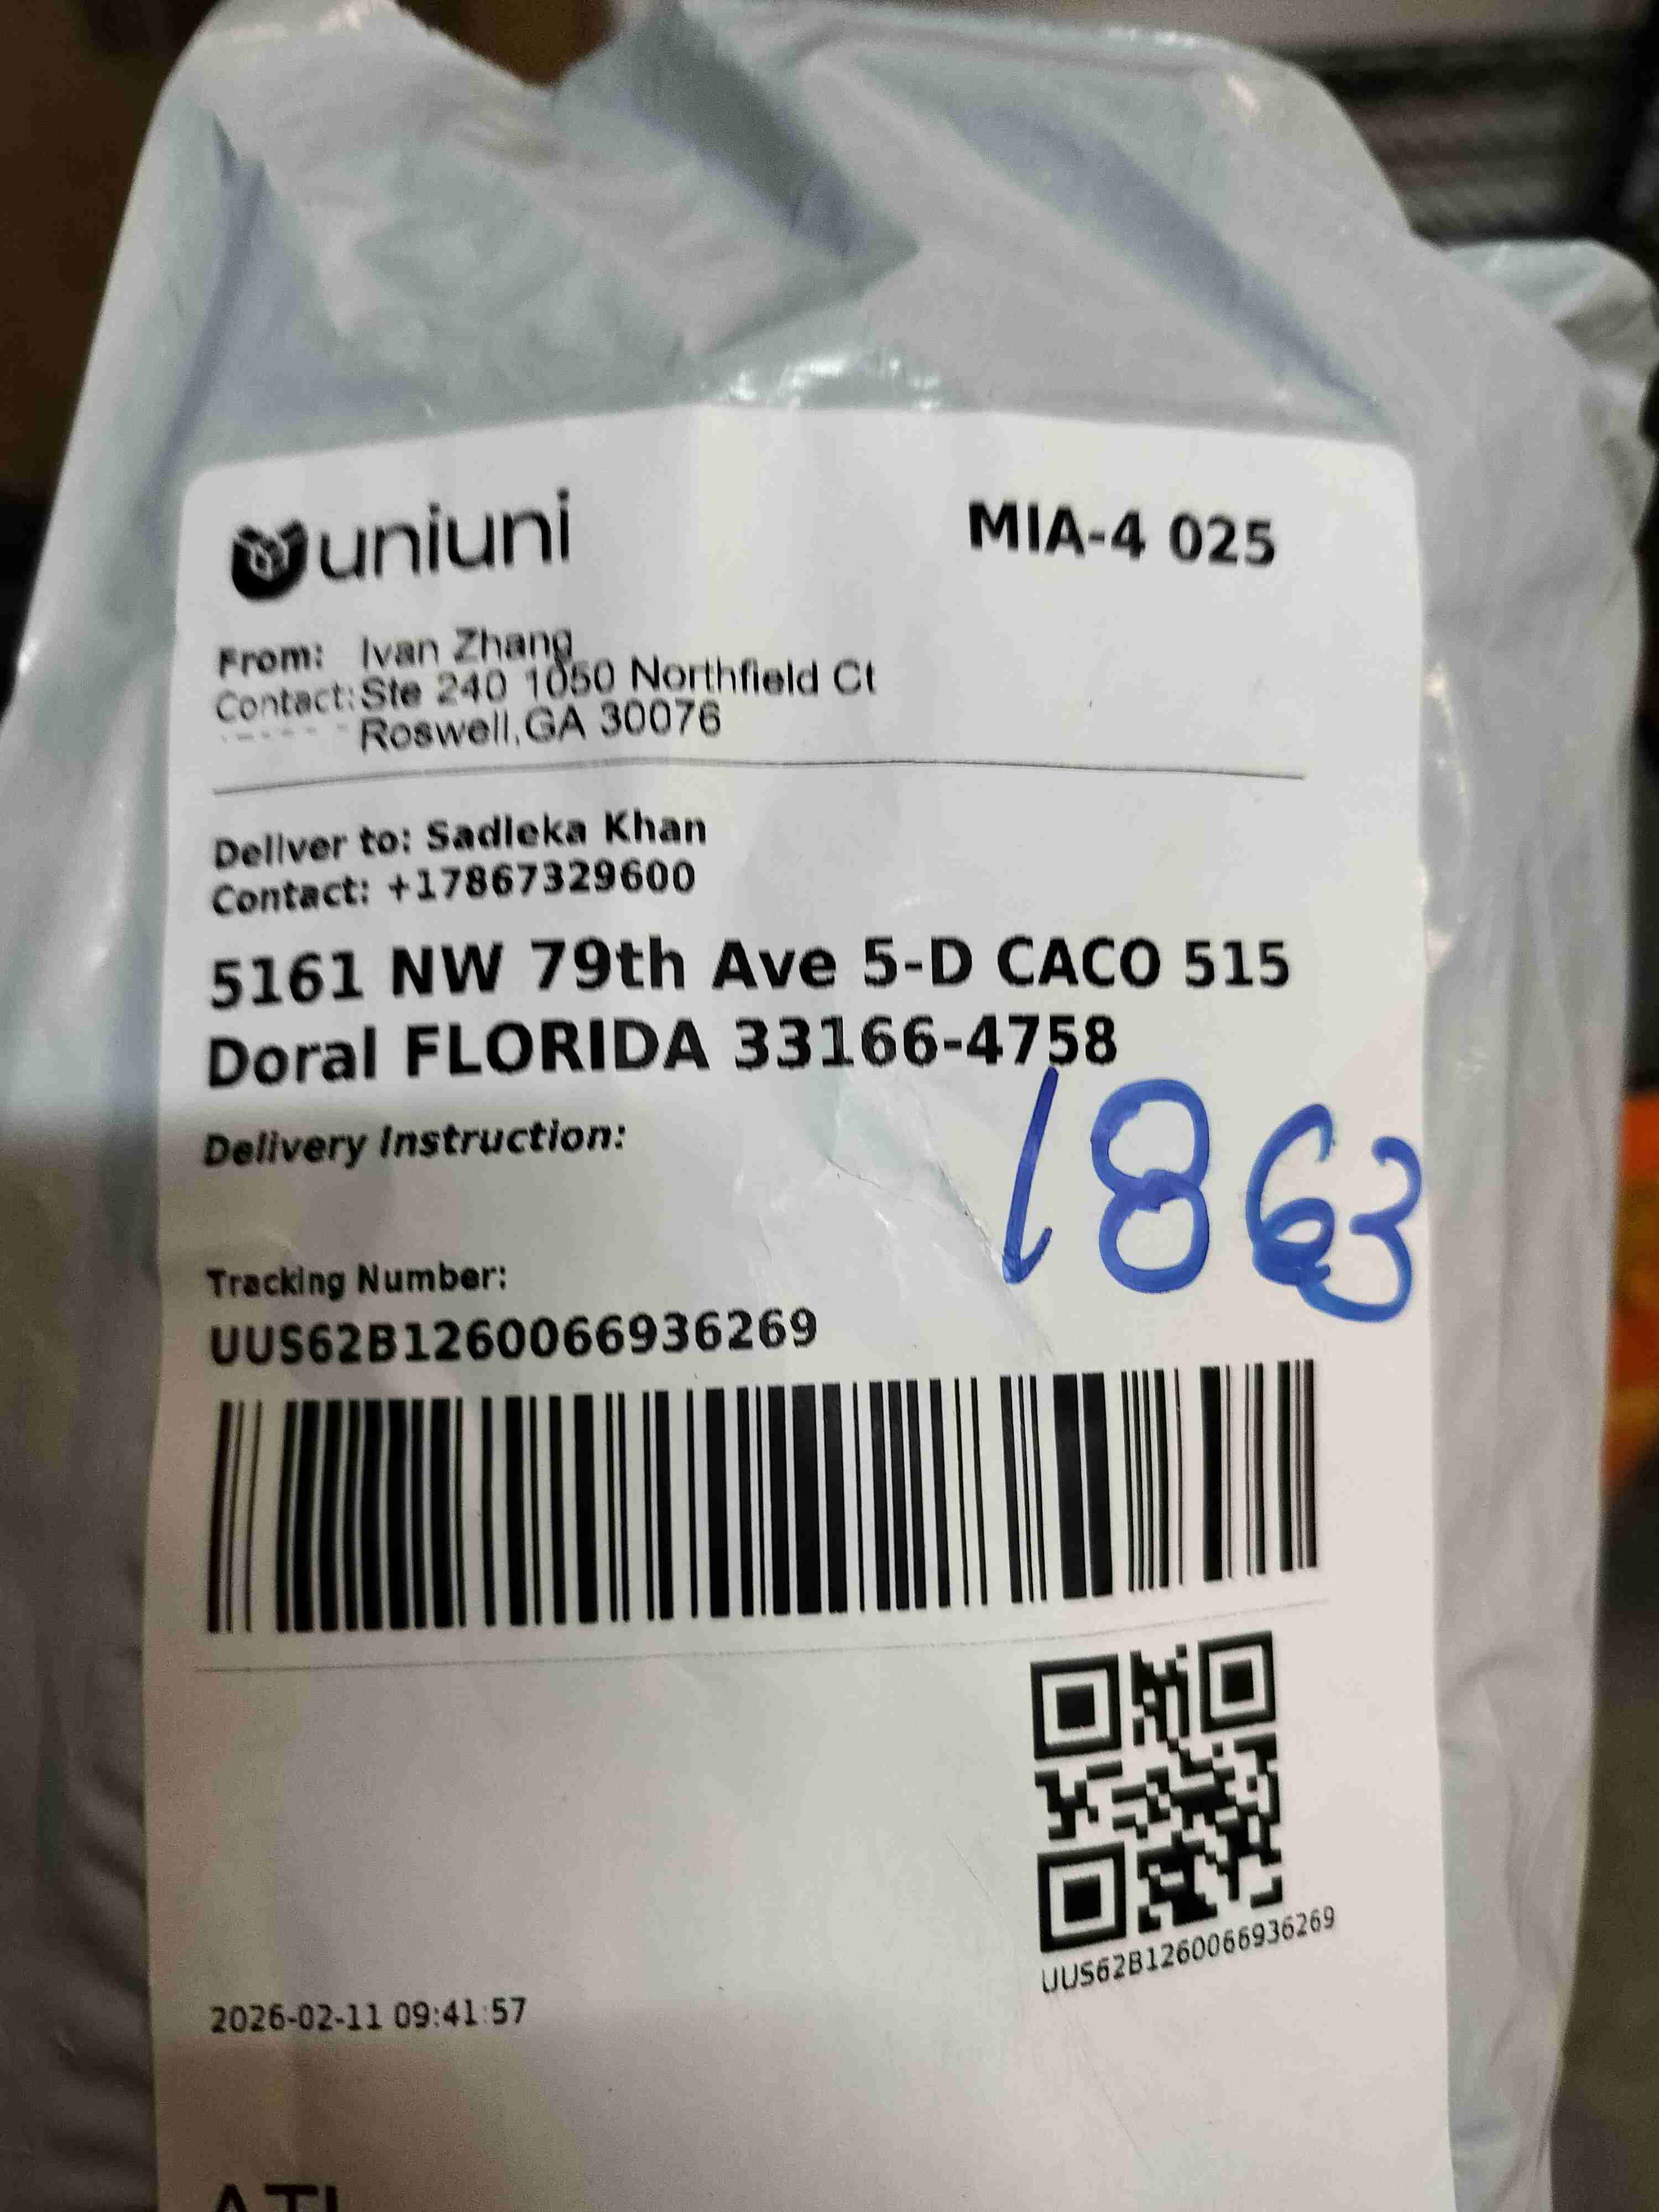 uniuni
MIA-4 025
From: Ivan Zhang
Contact: Ste 240 1050 Northfield Ct
Roswell,GA 30076
Deliver to: Sadieka Khan
Contact: +17867329600
5161 NW 79th Ave 5-D CACO 515
Doral FLORIDA 33166-4758
1863
Delivery Instruction:
Tracking Number:
UUS62B1260066936269
UUS62B1260066936269
2026-02-11 09:41:57